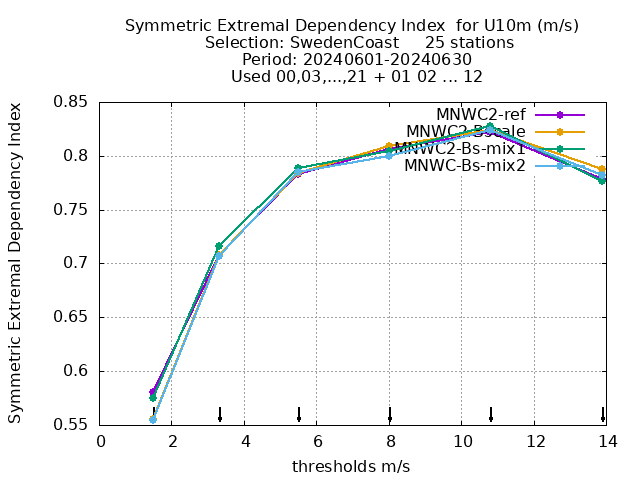 Symmetric Extremal Dependency Index for U10m (m/s)
Selection: SwedenCoast 25 stations
Period: 20240601-20240630
Used 00,03,...,21 + 01 02 ... 12
Symmetric Extremal Dependency Index
0.85
0.8
0.75
0.7
0.65
0.6
0.55
MNWC2-ref
MNWC2-Bscale
MNWC2-Bs-mix1
MNWC-Bs-mix2
0 2 4 6 8 10 12 14
thresholds m/s